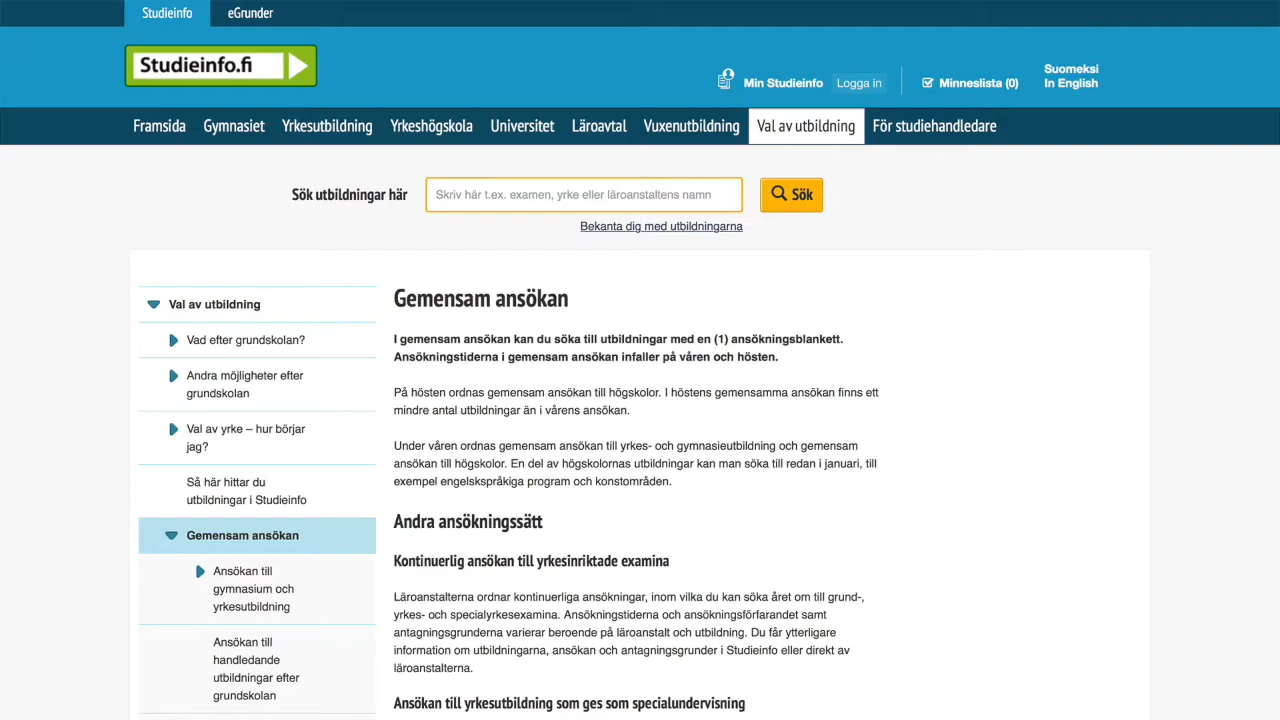 Studieinfo
eGrunder
Studieinfo.fi
Min Studieinfo
Logga in
Minneslista (0)
Suomeksi
In English
Framsida
Gymnasiet
Yrkesutbildning
Yrkeshögskola
Universitet
Läroavtal
Vuxenutbildning
Val av utbildning
För studiehandledare
Sök utbildningar här
Skriv här t.ex. examen, yrke eller läroanstaltens namn
Sök
Bekanta dig med utbildningarna
Val av utbildning
Vad efter grundskolan?
Andra möjligheter efter
grundskolan
Val av yrke – hur börjar
jag?
Så här hittar du
utbildningar i Studieinfo
Gemensam ansökan
Ansökan till
gymnasium och
yrkesutbildning
Ansökan till
handledande
utbildningar efter
grundskolan
Gemensam ansökan
I gemensam ansökan kan du söka till utbildningar med en (1) ansökningsblankett.
Ansökningstiderna i gemensam ansökan infaller på våren och hösten.
På hösten ordnas gemensam ansökan till högskolor. I höstens gemensamma ansökan finns ett
mindre antal utbildningar än i vårens ansökan.
Under våren ordnas gemensam ansökan till yrkes- och gymnasieutbildning och gemensam
ansökan till högskolor. En del av högskolornas utbildningar kan man söka till redan i januari, till
exempel engelskspråkiga program och konstområden.
Andra ansökningssätt
Kontinuerlig ansökan till yrkesinriktade examina
Läroanstalterna ordnar kontinuerliga ansökningar, inom vilka du kan söka året om till grund-,
yrkes- och specialyrkesexamina. Ansökningstiderna och ansökningsförfarandet samt
antagningsgrunderna varierar beroende på läroanstalt och utbildning. Du får ytterligare
information om utbildningarna, ansökan och antagningsgrunder i Studieinfo eller direkt av
läroanstalterna.
Ansökan till yrkesutbildning som ges som specialundervisning